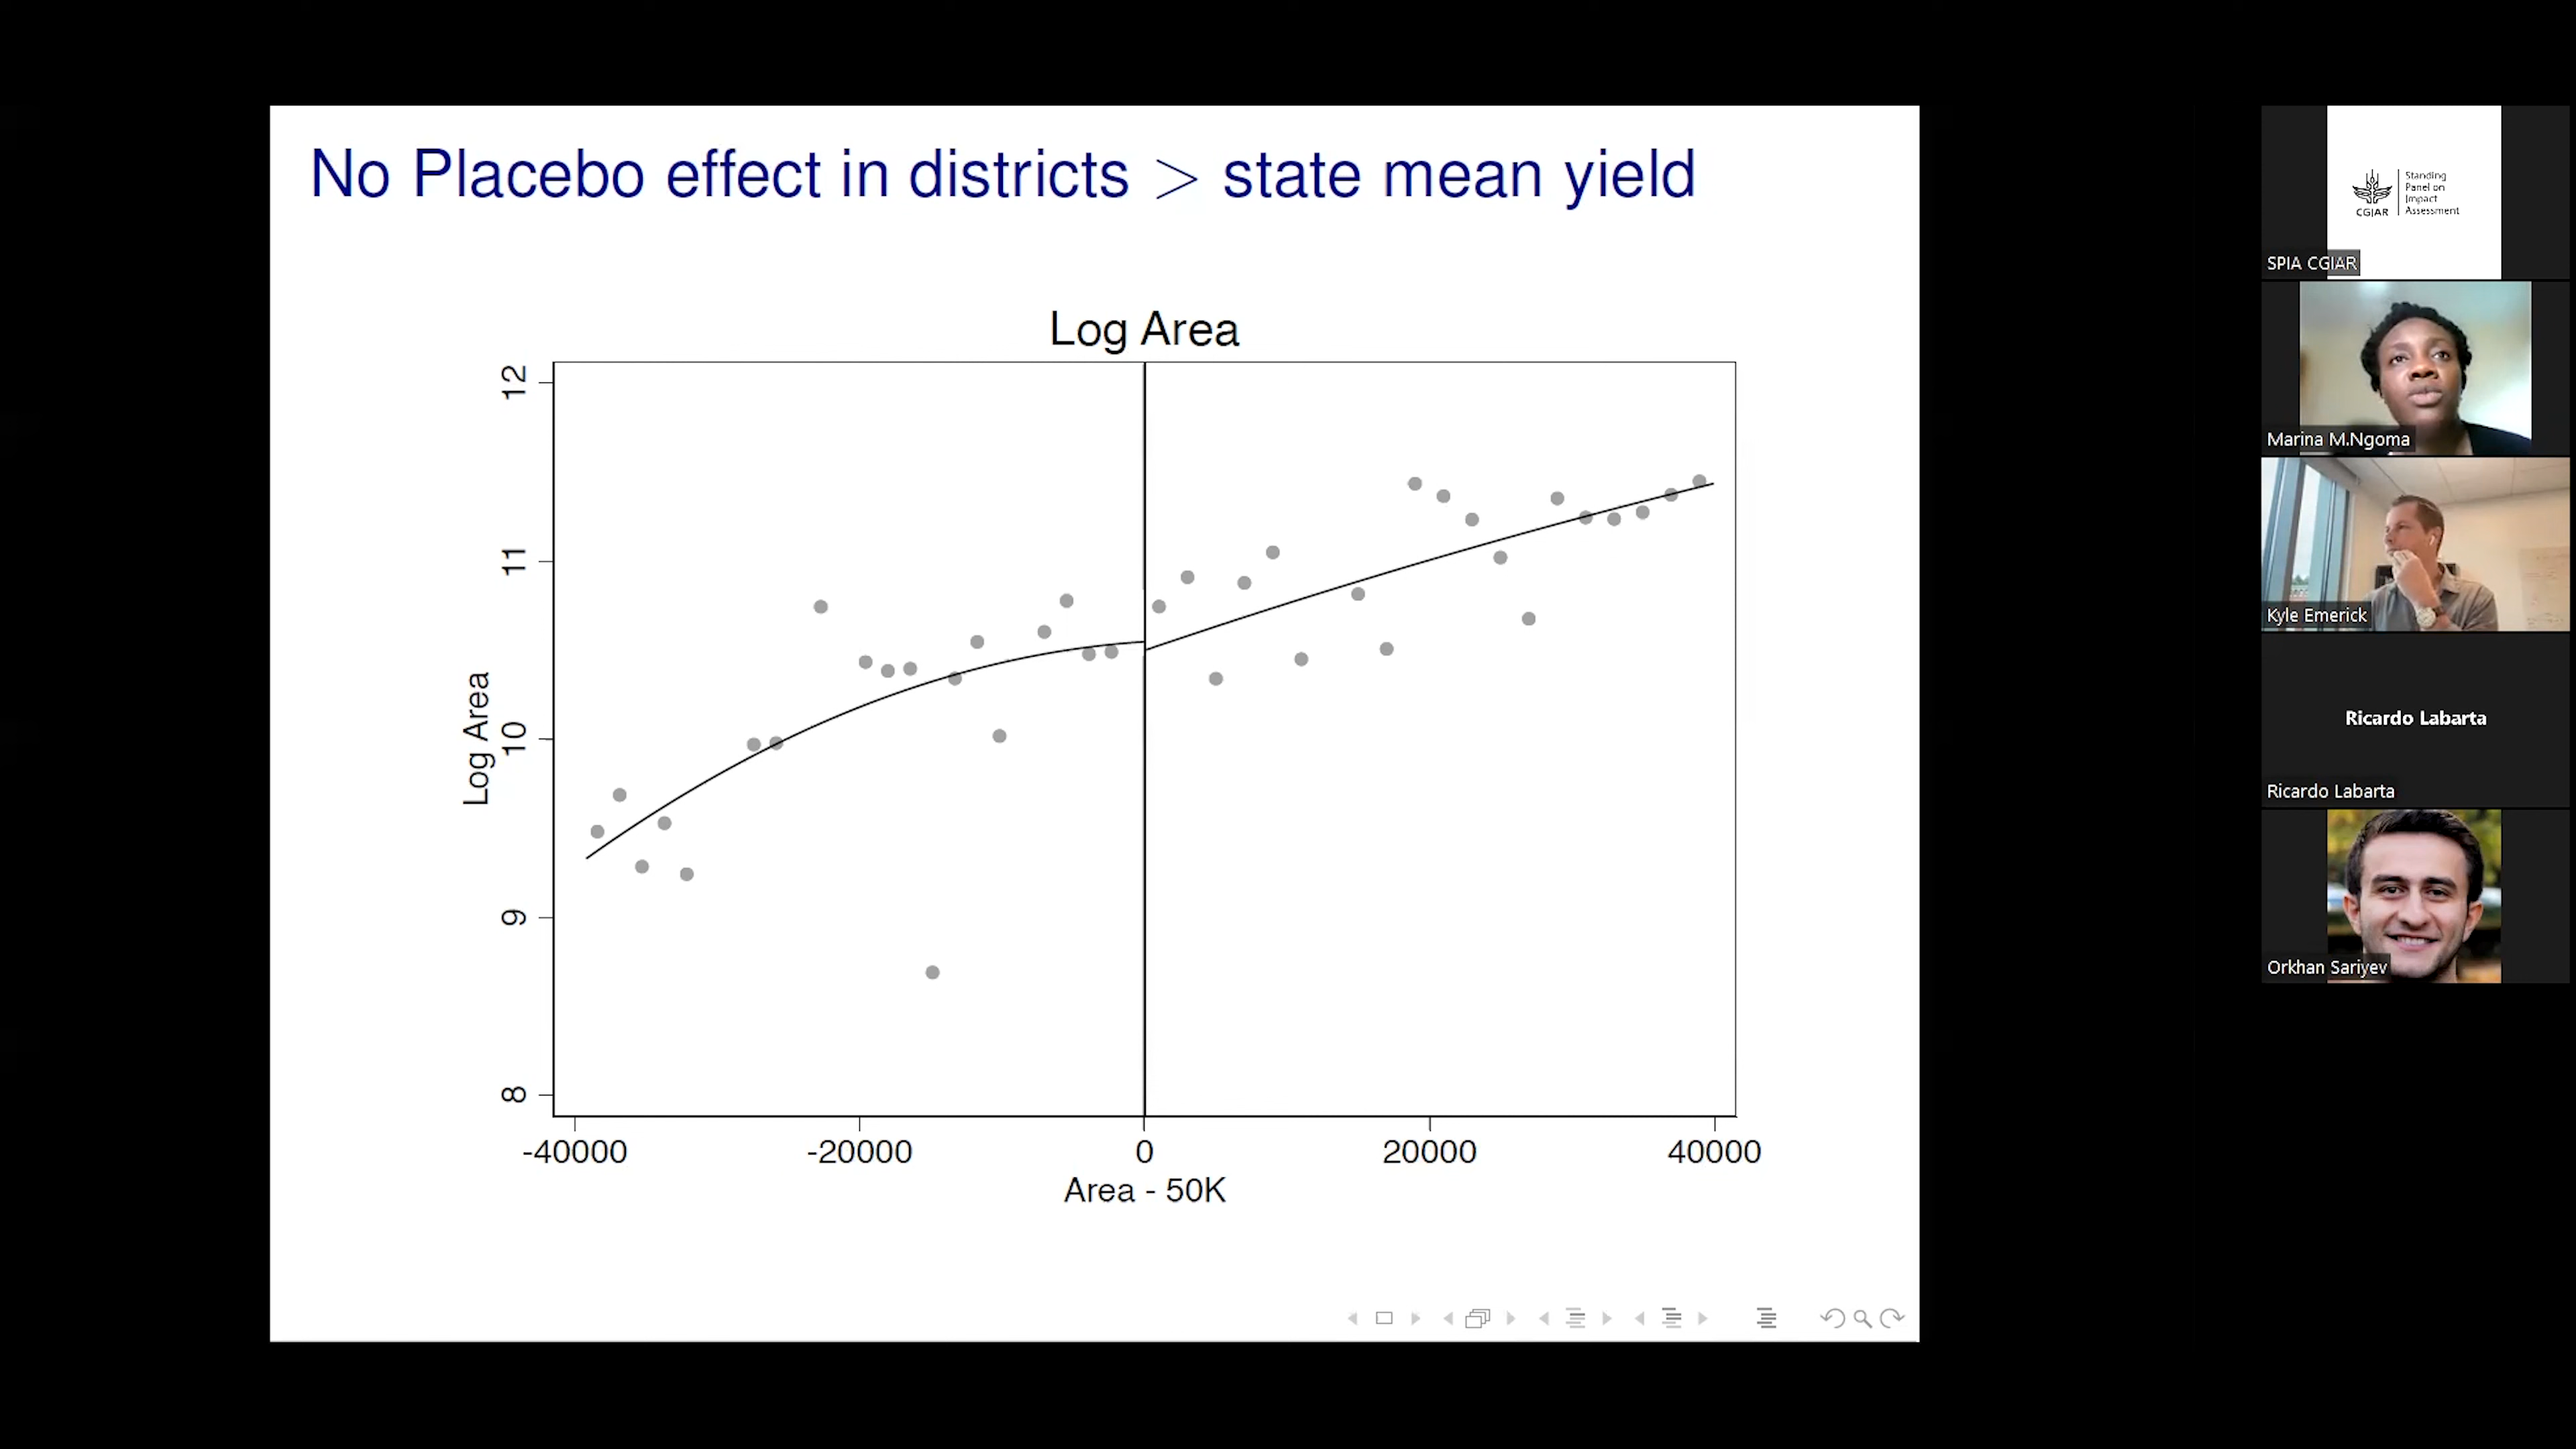 No Placebo effect in districts > state mean yield
Log Area
12
11
10
9
8
Log Area
-40000
-20000
0
20000
40000
Area - 50K
CGIAR
Standing
Panel on
Impact
Assessment
SPIA CGIAR
Marina M.Ngoma
Kyle Emerick
Ricardo Labarta
Ricardo Labarta
Orkhan Sariyev